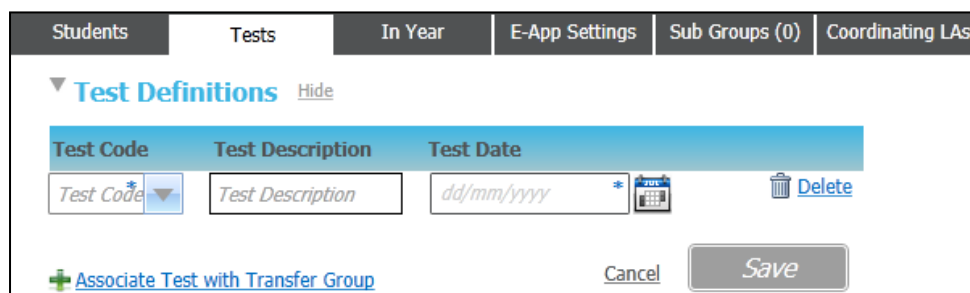 Students Tests In Year E-App Settings Sub Groups (0) Coordinating LAs
Test Definitions Hide
Test Code Test Description Test Date
Test Code* Test Description dd/mm/yyyy * JUL Delete
Associate Test with Transfer Group Cancel Save